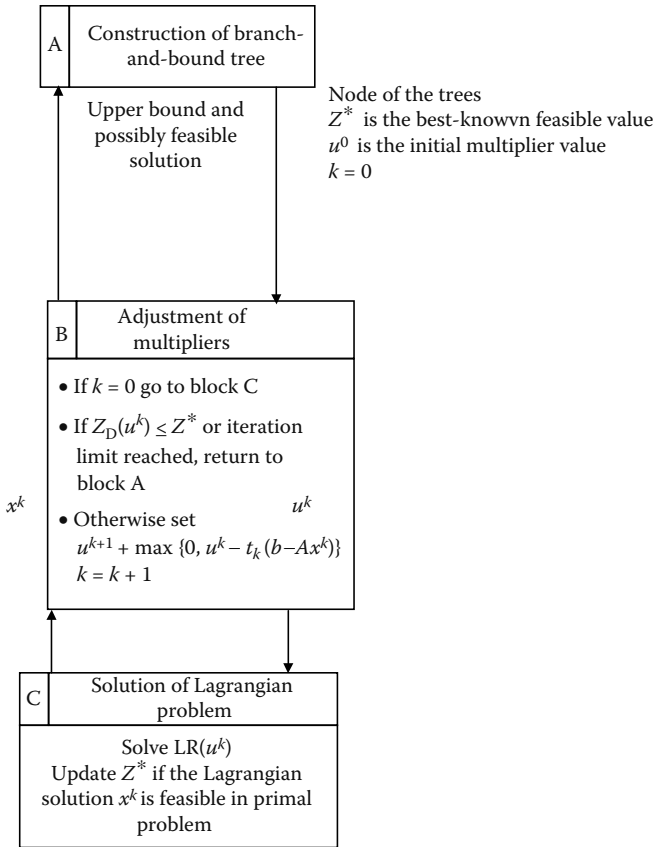 A
Construction of branch-
and-bound tree
Upper bound and
possibly feasible
solution
Node of the trees
Z* is the best-knowvn feasible value
u⁰ is the initial multiplier value
k = 0
B
Adjustment of
multipliers
• If k = 0 go to block C
• If Z_D(uᵏ) ≤ Z* or iteration
limit reached, return to
block A
xᵏ
uᵏ
• Otherwise set
uᵏ⁺¹ + max {0, uᵏ – tₖ (b–Axᵏ)}
k = k + 1
C
Solution of Lagrangian
problem
Solve LR(uᵏ)
Update Z* if the Lagrangian
solution xᵏ is feasible in primal
problem